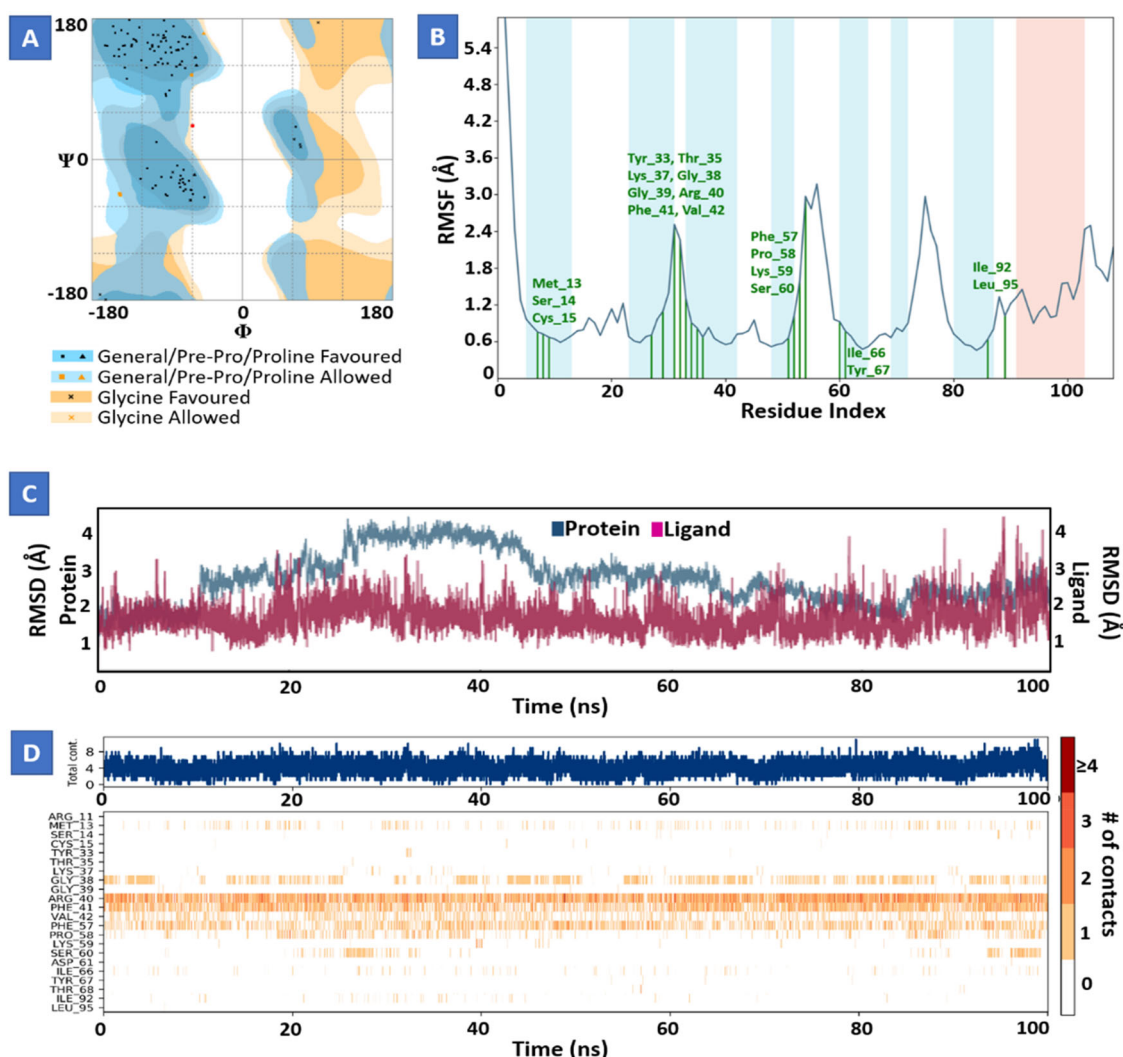 A
180
Ψ 0
-180
-180 0 180
Φ
General/Pre-Pro/Proline Favoured
General/Pre-Pro/Proline Allowed
Glycine Favoured
Glycine Allowed
B
RMSF (Å)
5.4
4.8
4.2
3.6
3.0
2.4
1.8
1.2
0.6
0
Tyr_33, Thr_35
Lys_37, Gly_38
Gly_39, Arg_40
Phe_41, Val_42
Met_13
Ser_14
Cys_15
Phe_57
Pro_58
Lys_59
Ser_60
Ile_66
Tyr_67
Ile_92
Leu_95
0 20 40 60 80 100
Residue Index
C
RMSD (Å)
Protein
4
3
2
1
Protein Ligand
4
3
2
1
RMSD (Å)
Ligand
0 20 40 60 80 100
Time (ns)
D
Total cont.
8
4
0
0 20 40 60 80 100
ARG_11
MET_13
SER_14
CYS_15
TYR_33
THR_35
LYS_37
GLY_38
GLY_39
ARG_40
PHE_41
VAL_42
PHE_57
PRO_58
LYS_59
SER_60
ASP_61
ILE_66
TYR_67
THR_68
ILE_92
LEU_95
0 20 40 60 80 100
Time (ns)
≥4
3
2
1
0
# of contacts